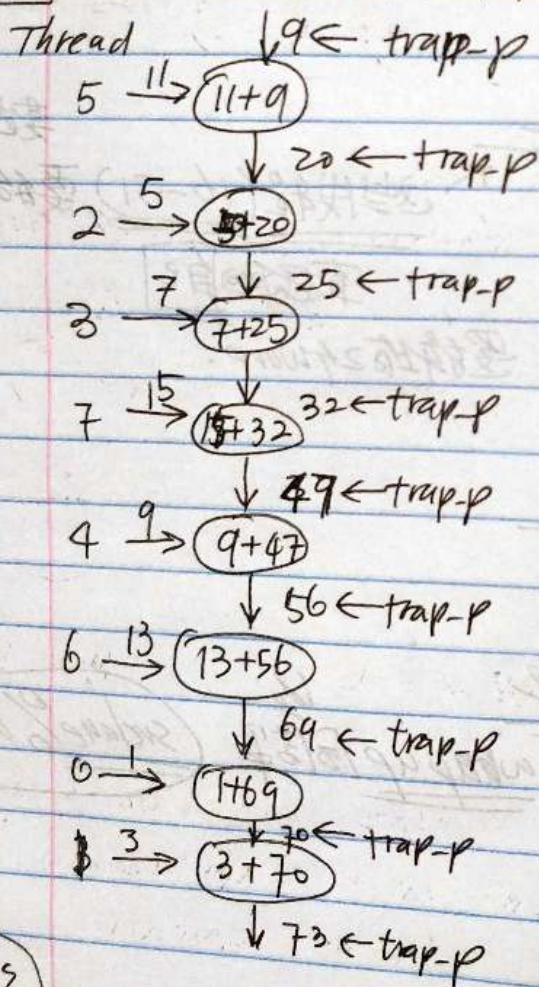 Thread
9 ← trap_p
5 11→ 11+9
20 ← trap_p
2 5→ 5+20
25 ← trap_p
3 7→ 7+25
32 ← trap_p
7 15→ 15+32
← trap_p
4 9→ 9+47
56 ← trap_p
6 13→ 13+56
69 ← trap_p
0 1→ 1+69
70 ← trap_p
1 3→ 3+70
73 ← trap_p
s